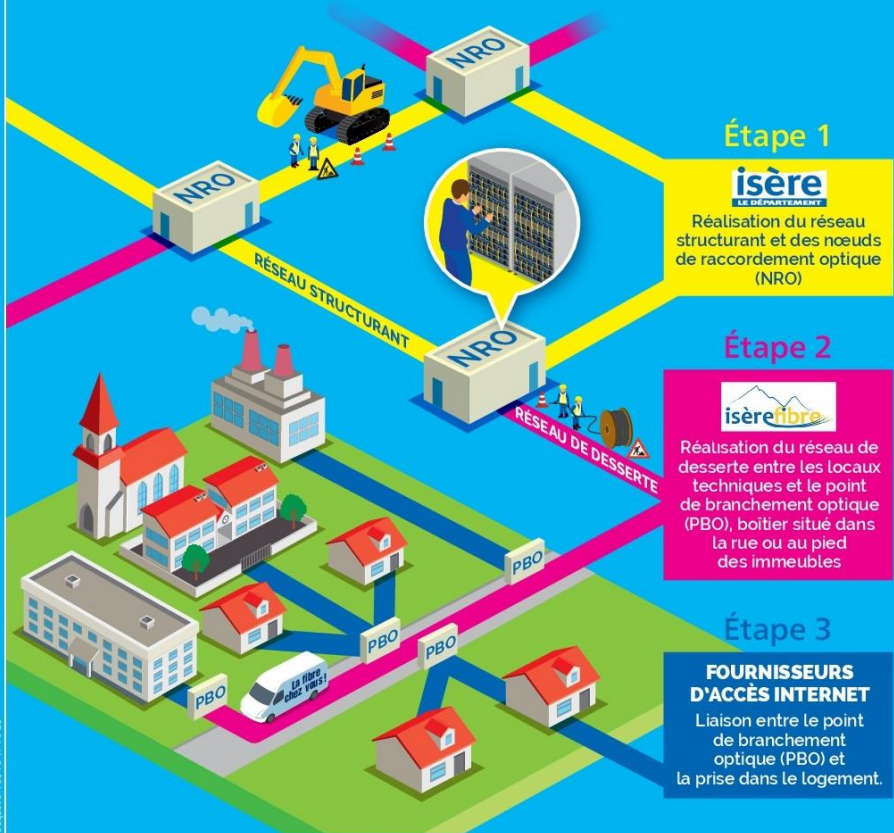 NRO
NRO
RÉSEAU STRUCTURANT
NRO
RÉSEAU DE DESSERTE
Étape 1
isère
LE DÉPARTEMENT
Réalisation du réseau
structurant et des nœuds
de raccordement optique
(NRO)
Étape 2
isèrefibre
Réalisation du réseau de
desserte entre les locaux
techniques et le point
de branchement optique
(PBO), boîtier situé dans
la rue ou au pied
des immeubles
PBO
PBO
PBO
PBO
La fibre
chez vous !
Étape 3
FOURNISSEURS
D'ACCÈS INTERNET
Liaison entre le point
de branchement
optique (PBO) et
la prise dans le logement.